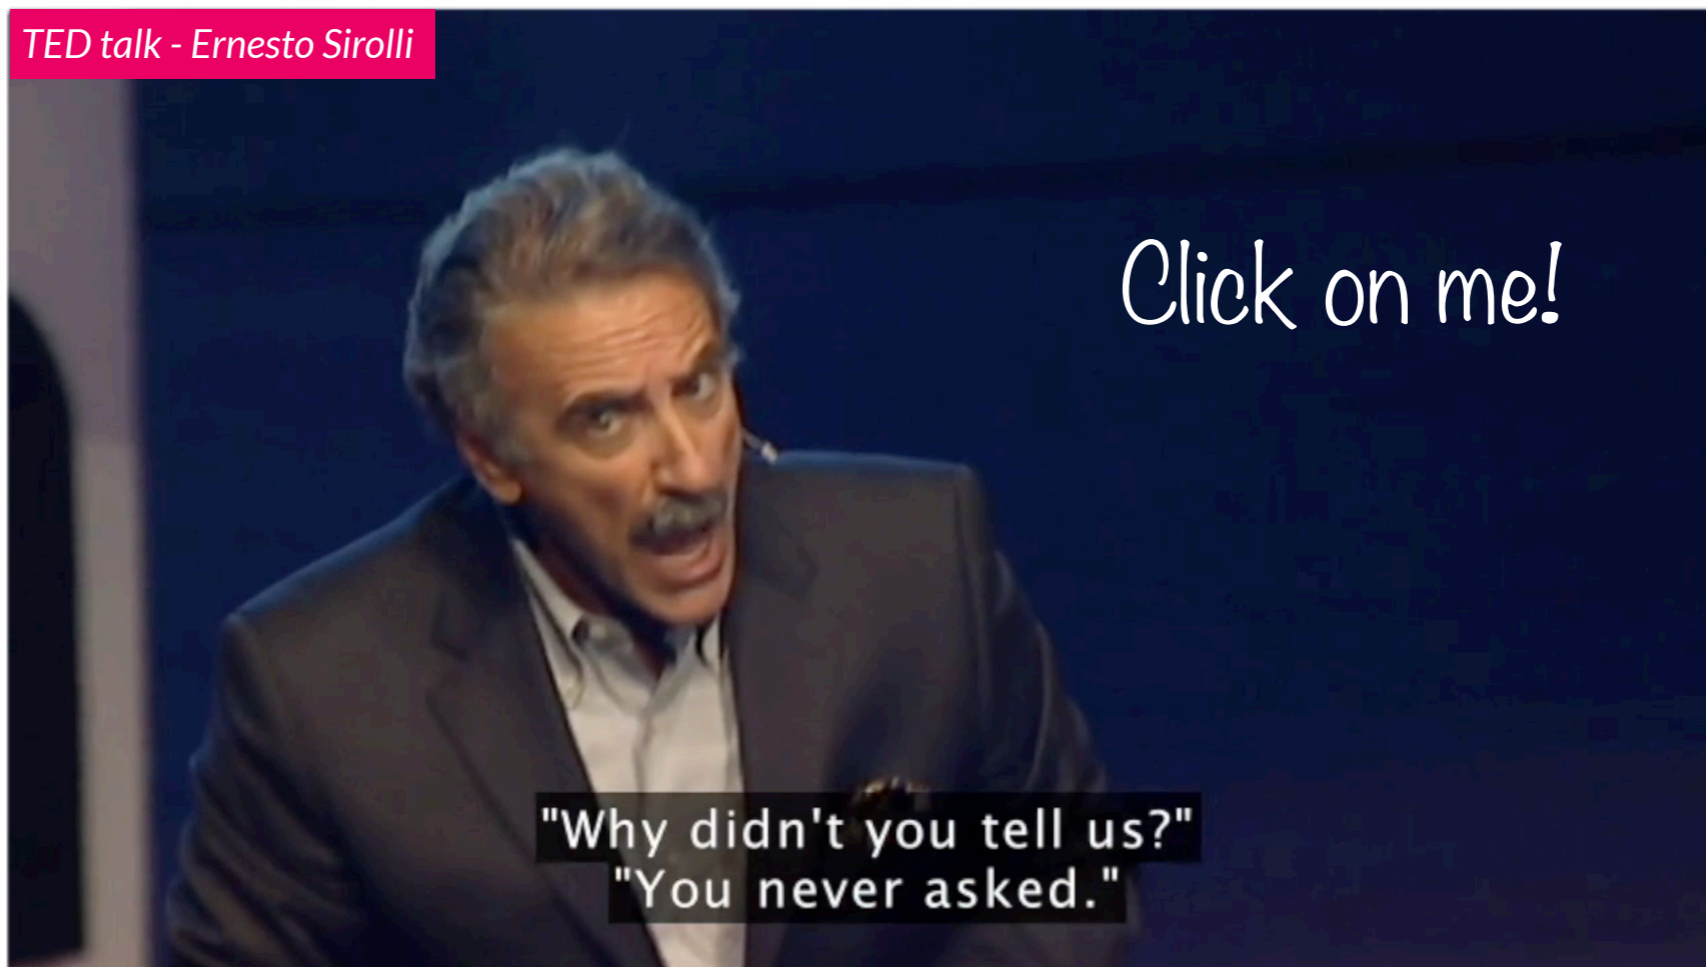 TED talk - Ernesto Sirolli
Click on me!
"Why didn't you tell us?"
"You never asked."